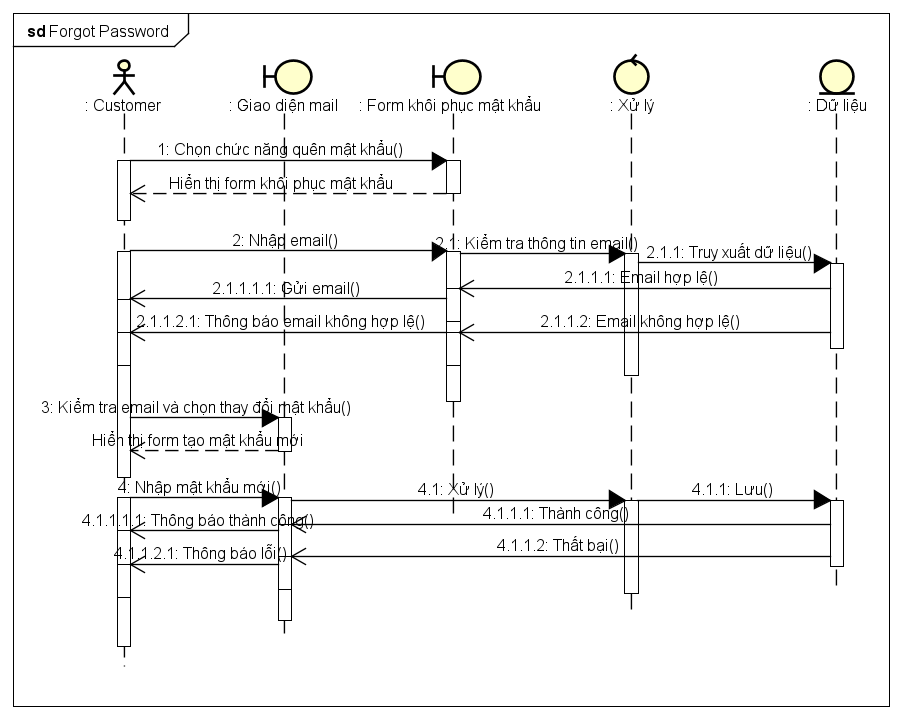 sd Forgot Password
: Customer
: Giao diện mail
: Form khôi phục mật khẩu
: Xử lý
: Dữ liệu
1: Chọn chức năng quên mật khẩu()
Hiển thị form khôi phục mật khẩu
2: Nhập email()
2.1: Kiểm tra thông tin email()
2.1.1: Truy xuất dữ liệu()
2.1.1.1: Email hợp lệ()
2.1.1.1.1: Gửi email()
2.1.1.2.1: Thông báo email không hợp lệ()
2.1.1.2: Email không hợp lệ()
3: Kiểm tra email và chọn thay đổi mật khẩu()
Hiển thị form tạo mật khẩu mới
4: Nhập mật khẩu mới()
4.1: Xử lý()
4.1.1: Lưu()
4.1.1.1.1: Thông báo thành công()
4.1.1.1: Thành công()
4.1.1.2.1: Thông báo lỗi()
4.1.1.2: Thất bại()